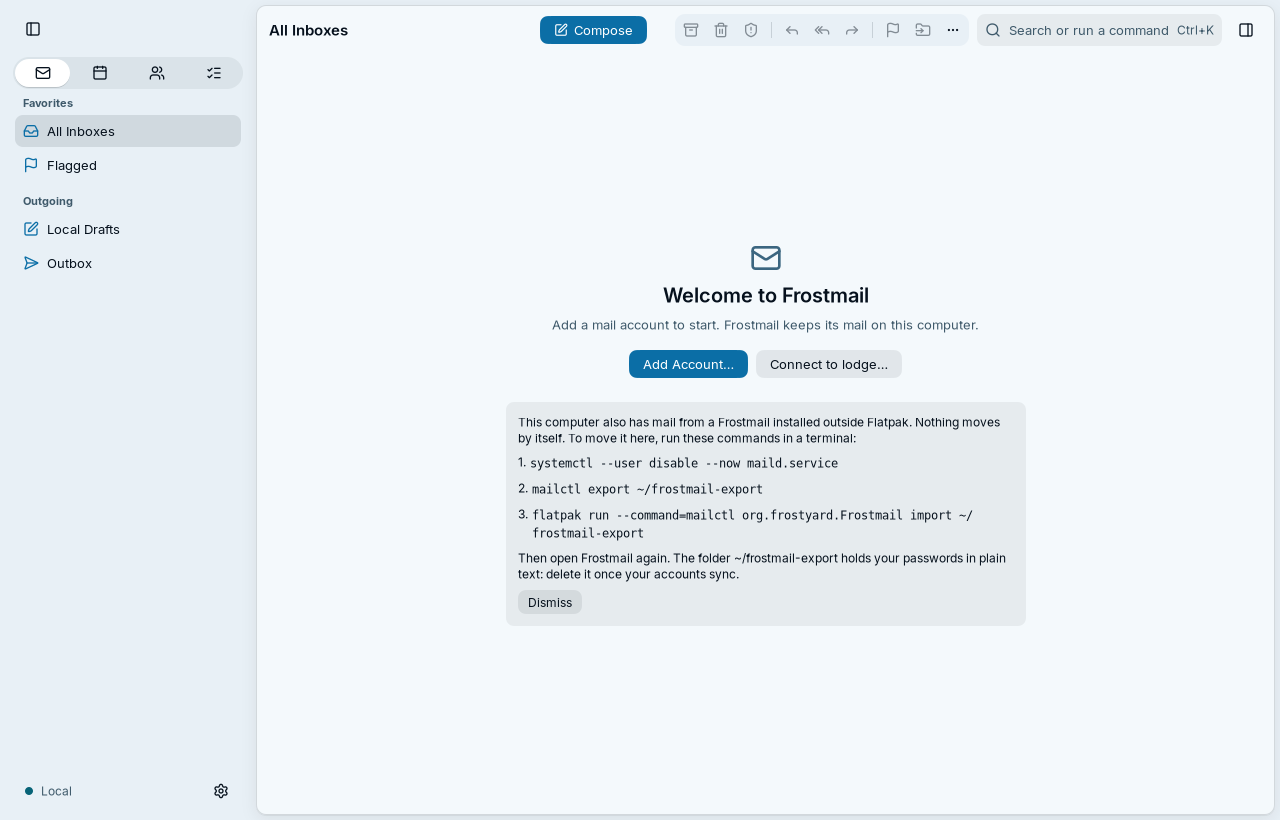 All Inboxes
Compose
Search or run a command
Ctrl+K
Favorites
All Inboxes
Flagged
Outgoing
Local Drafts
Outbox
Welcome to Frostmail
Add a mail account to start. Frostmail keeps its mail on this computer.
Add Account...
Connect to lodge...
This computer also has mail from a Frostmail installed outside Flatpak. Nothing moves
by itself. To move it here, run these commands in a terminal:
1. systemctl --user disable --now maild.service
2. mailctl export ~/frostmail-export
3. flatpak run --command=mailctl org.frostyard.Frostmail import ~/
frostmail-export
Then open Frostmail again. The folder ~/frostmail-export holds your passwords in plain
text: delete it once your accounts sync.
Dismiss
Local